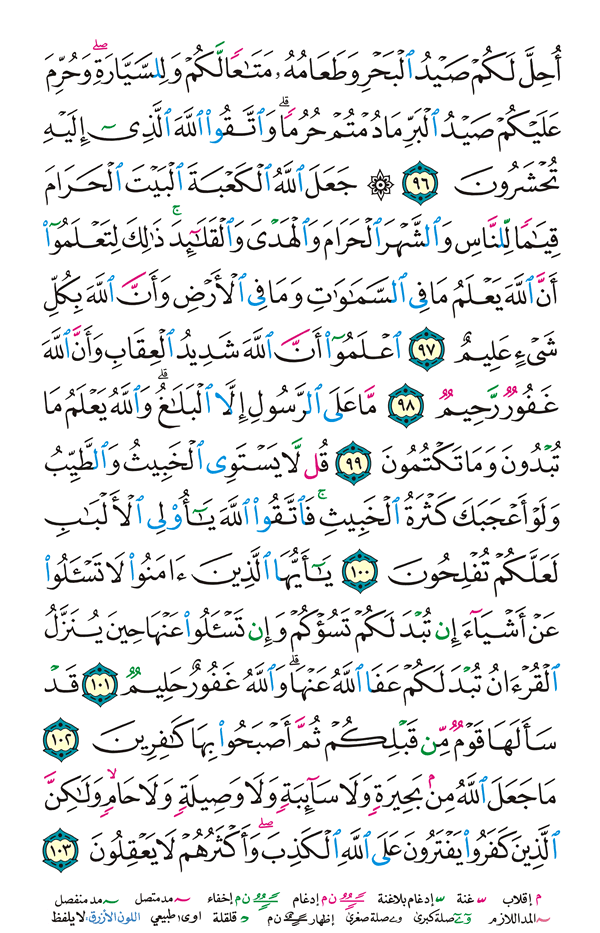 أُحِلَّ لَكُمْ صَيْدُ ٱلْبَحْرِ وَطَعَامُهُۥ مَتَٰعًا لَّكُمْ وَلِلسَّيَّارَةِ ۖ وَحُرِّمَ
عَلَيْكُمْ صَيْدُ ٱلْبَرِّ مَا دُمْتُمْ حُرُمًا ۗ وَٱتَّقُوا۟ ٱللَّهَ ٱلَّذِىٓ إِلَيْهِ
تُحْشَرُونَ ٩٦ ۞ جَعَلَ ٱللَّهُ ٱلْكَعْبَةَ ٱلْبَيْتَ ٱلْحَرَامَ
قِيَٰمًا لِّلنَّاسِ وَٱلشَّهْرَ ٱلْحَرَامَ وَٱلْهَدْىَ وَٱلْقَلَٰٓئِدَ ۚ ذَٰلِكَ لِتَعْلَمُوٓا۟
أَنَّ ٱللَّهَ يَعْلَمُ مَا فِى ٱلسَّمَٰوَٰتِ وَمَا فِى ٱلْأَرْضِ وَأَنَّ ٱللَّهَ بِكُلِّ
شَىْءٍ عَلِيمٌ ٩٧ ٱعْلَمُوٓا۟ أَنَّ ٱللَّهَ شَدِيدُ ٱلْعِقَابِ وَأَنَّ ٱللَّهَ
غَفُورٌ رَّحِيمٌ ٩٨ مَّا عَلَى ٱلرَّسُولِ إِلَّا ٱلْبَلَٰغُ ۗ وَٱللَّهُ يَعْلَمُ مَا
تُبْدُونَ وَمَا تَكْتُمُونَ ٩٩ قُل لَّا يَسْتَوِى ٱلْخَبِيثُ وَٱلطَّيِّبُ
وَلَوْ أَعْجَبَكَ كَثْرَةُ ٱلْخَبِيثِ ۚ فَٱتَّقُوا۟ ٱللَّهَ يَٰٓأُو۟لِى ٱلْأَلْبَٰبِ
لَعَلَّكُمْ تُفْلِحُونَ ١٠٠ يَٰٓأَيُّهَا ٱلَّذِينَ ءَامَنُوا۟ لَا تَسْـَٔلُوا۟
عَنْ أَشْيَآءَ إِن تُبْدَ لَكُمْ تَسُؤْكُمْ وَإِن تَسْـَٔلُوا۟ عَنْهَا حِينَ يُنَزَّلُ
ٱلْقُرْءَانُ تُبْدَ لَكُمْ عَفَا ٱللَّهُ عَنْهَا ۗ وَٱللَّهُ غَفُورٌ حَلِيمٌ ١٠١ قَدْ
سَأَلَهَا قَوْمٌ مِّن قَبْلِكُمْ ثُمَّ أَصْبَحُوا۟ بِهَا كَٰفِرِينَ ١٠٢
مَا جَعَلَ ٱللَّهُ مِنۢ بَحِيرَةٍ وَلَا سَآئِبَةٍ وَلَا وَصِيلَةٍ وَلَا حَامٍ ۙ وَلَٰكِنَّ
ٱلَّذِينَ كَفَرُوا۟ يَفْتَرُونَ عَلَى ٱللَّهِ ٱلْكَذِبَ ۖ وَأَكْثَرُهُمْ لَا يَعْقِلُونَ ١٠٣
م إقلاب غنة إدغام بلاغنة ن م إدغام ن م إخفاء مد متصل مد منفصل
المد اللازم صلة كبرى صلة صغرى إظهار ن م قلقلة اوى طبيعي اللون الأزرق: لا يلفظ